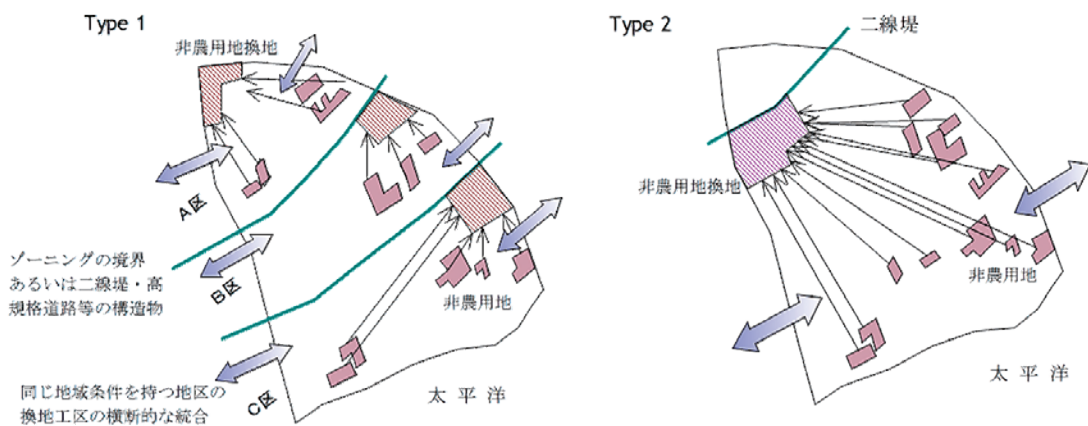 Type 1
非農用地換地
A区
ゾーニングの境界
あるいは二線堤・高
規格道路等の構造物
B区
非農用地
同じ地域条件を持つ地区の
換地工区の横断的な統合
C区
太平洋
Type 2
二線堤
非農用地換地
非農用地
太平洋